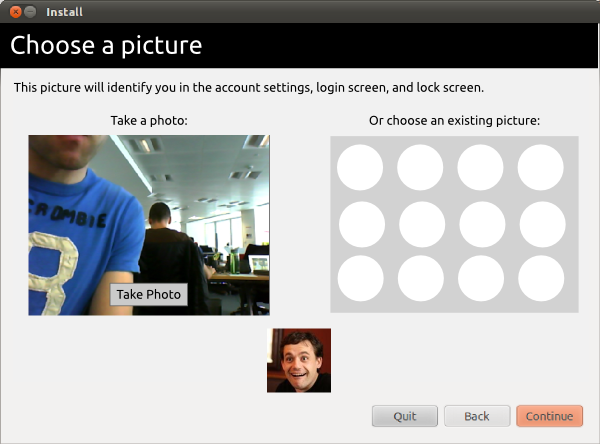 Install
Choose a picture
This picture will identify you in the account settings, login screen, and lock screen.
Take a photo:
Or choose an existing picture:
CROMBIE
R
Take Photo
Quit
Back
Continue